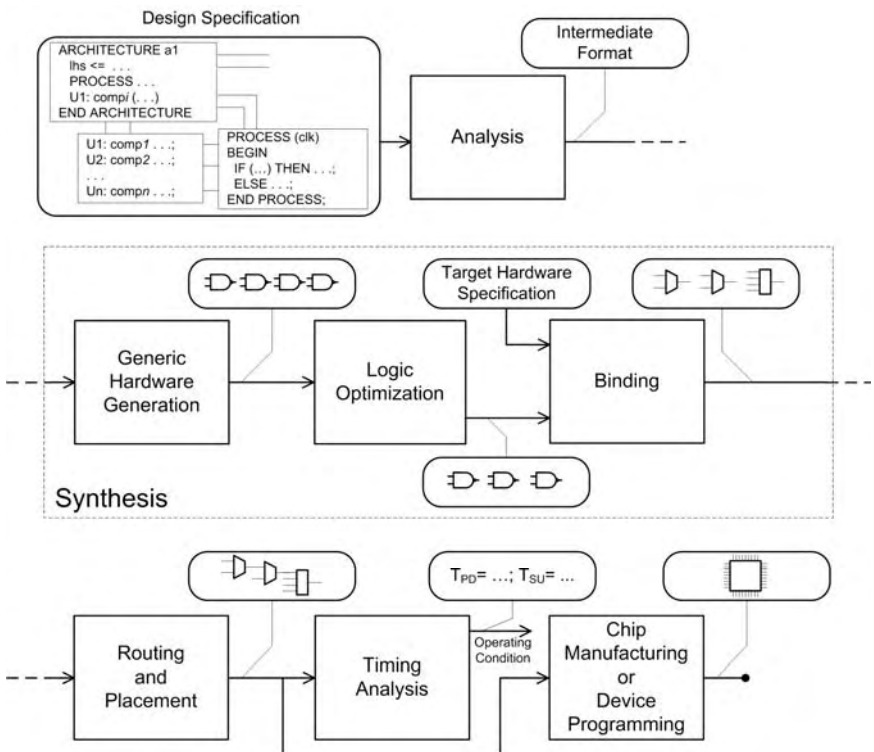 Design Specification
ARCHITECTURE a1
lhs <= . . .
PROCESS . . .
U1: compi (. . .)
END ARCHITECTURE
U1: comp1 . . .;
U2: comp2 . . .;
. . .
Un: compn . . .;
PROCESS (clk)
BEGIN
IF (...) THEN . . .;
ELSE . . .;
END PROCESS;
Analysis
Intermediate
Format
Generic
Hardware
Generation
Logic
Optimization
Target Hardware
Specification
Binding
Synthesis
Routing
and
Placement
Timing
Analysis
TPD= ...; TSU= ...
Operating
Condition
Chip
Manufacturing
or
Device
Programming